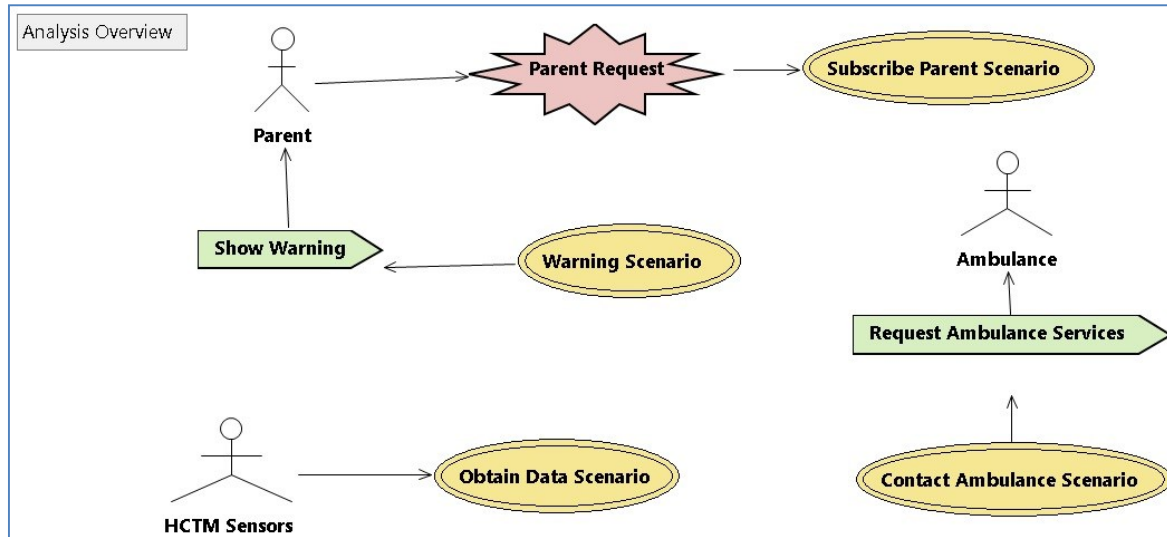 Analysis Overview
Parent Request
Subscribe Parent Scenario
Parent
Show Warning
Warning Scenario
Ambulance
Request Ambulance Services
Obtain Data Scenario
Contact Ambulance Scenario
HCTM Sensors